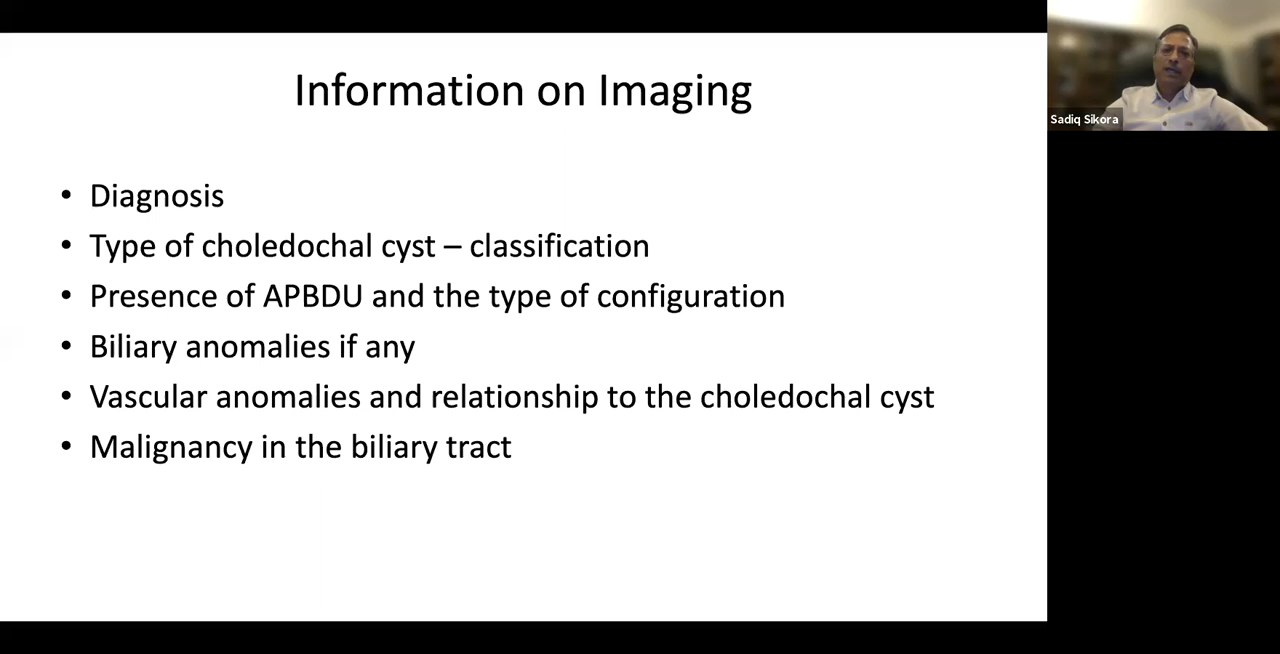 Information on Imaging
• Diagnosis
• Type of choledochal cyst – classification
• Presence of APBDU and the type of configuration
• Biliary anomalies if any
• Vascular anomalies and relationship to the choledochal cyst
• Malignancy in the biliary tract
Sadiq Sikora